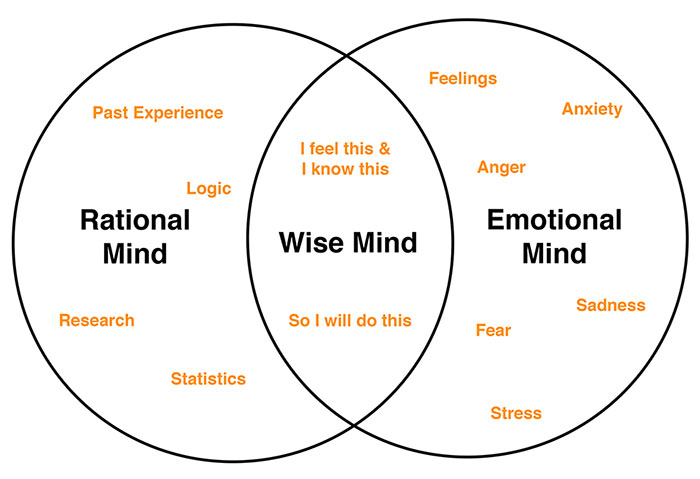 Past Experience
Logic
Rational
Mind
Research
Statistics
I feel this &
I know this
Wise Mind
So I will do this
Feelings
Anxiety
Anger
Emotional
Mind
Sadness
Fear
Stress